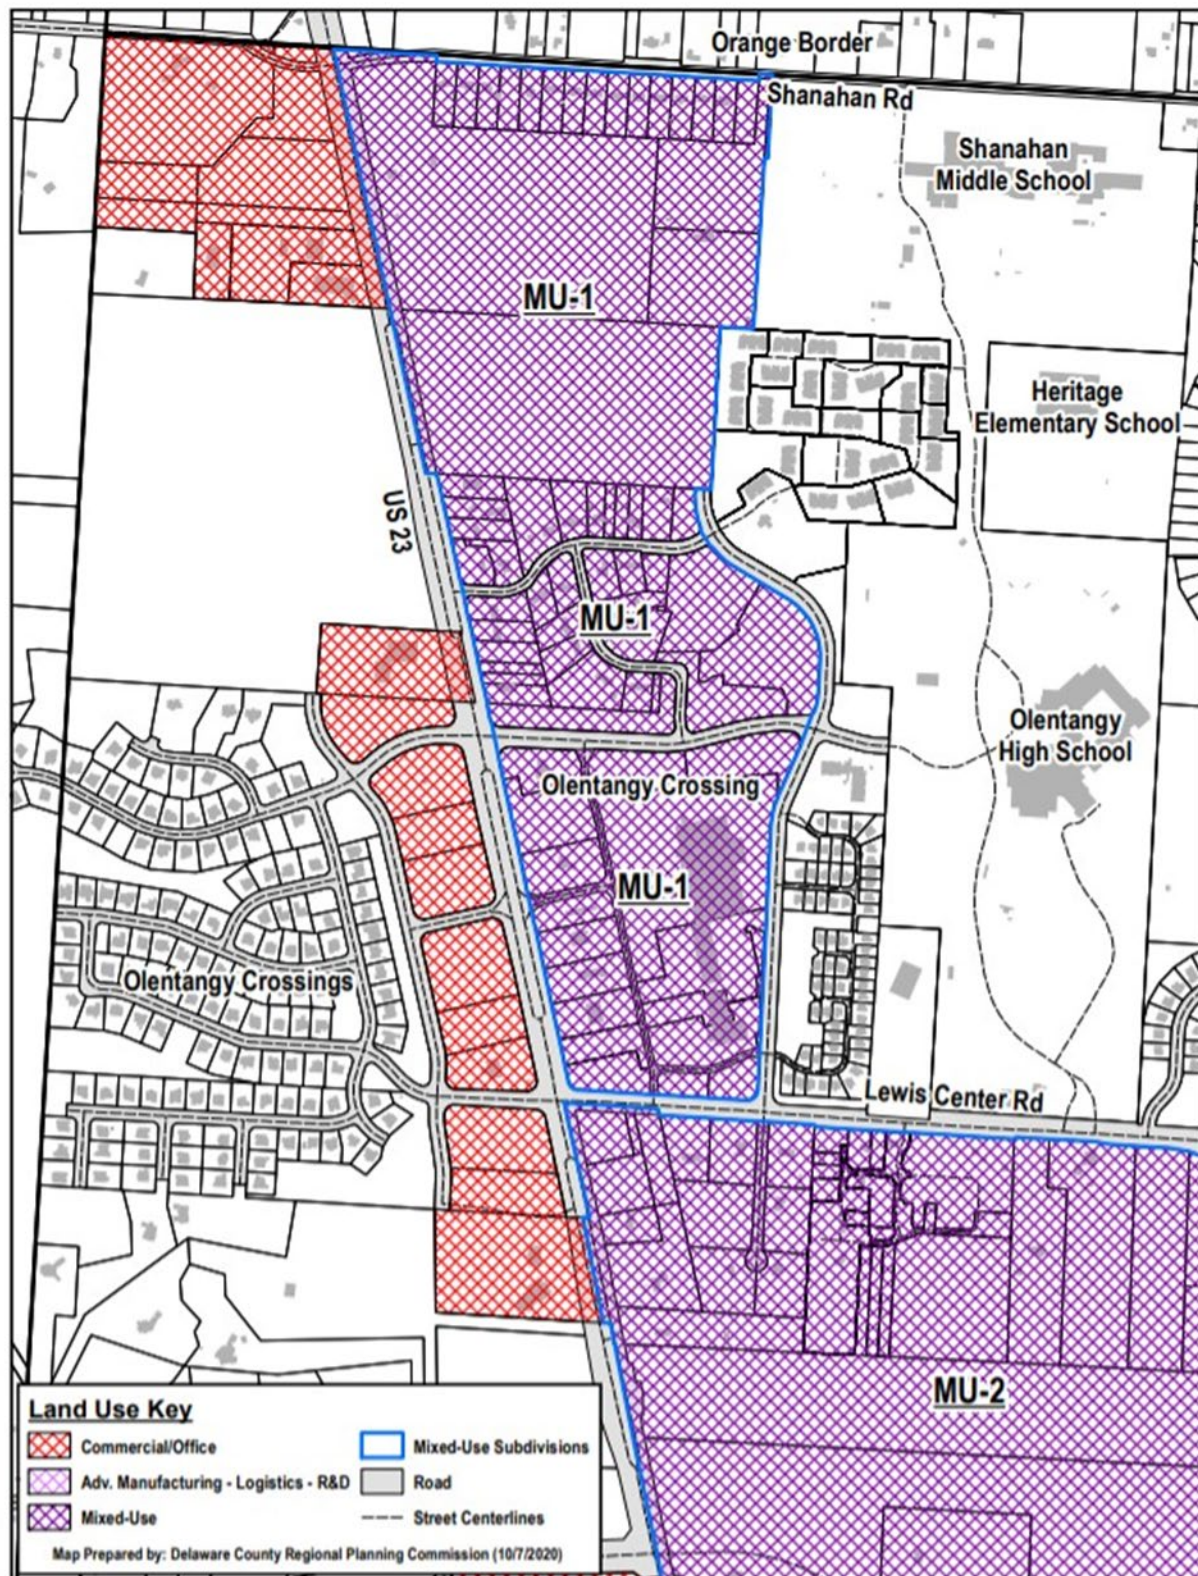 Orange Border
Shanahan Rd
Shanahan
Middle School
MU-1
Heritage
Elementary School
US 23
MU-1
Olentangy
High School
Olentangy Crossing
MU-1
Olentangy Crossings
Lewis Center Rd
MU-2
Land Use Key
Commercial/Office
Mixed-Use Subdivisions
Adv. Manufacturing - Logistics - R&D
Road
Mixed-Use
Street Centerlines
Map Prepared by: Delaware County Regional Planning Commission (10/7/2020)